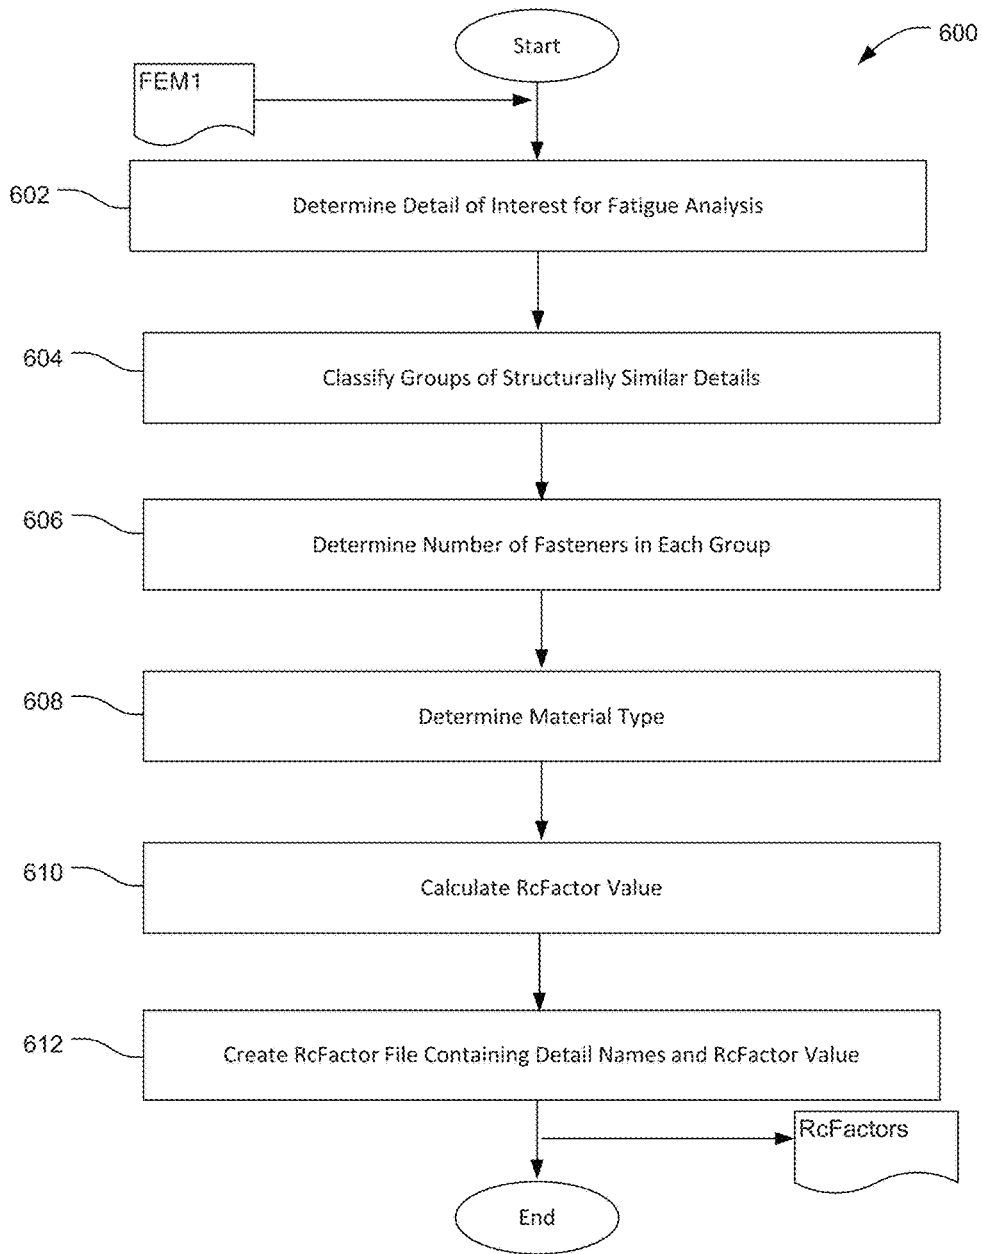 Start
600
FEM1
602
Determine Detail of Interest for Fatigue Analysis
604
Classify Groups of Structurally Similar Details
606
Determine Number of Fasteners in Each Group
608
Determine Material Type
610
Calculate RcFactor Value
612
Create RcFactor File Containing Detail Names and RcFactor Value
RcFactors
End